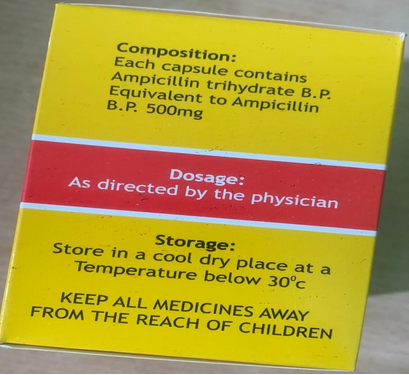 Composition:
Each capsule contains
Ampicillin trihydrate B.P.
Equivalent to Ampicillin
B.P. 500mg
Dosage:
As directed by the physician
Storage:
Store in a cool dry place at a
Temperature below 30⁰c
KEEP ALL MEDICINES AWAY
FROM THE REACH OF CHILDREN